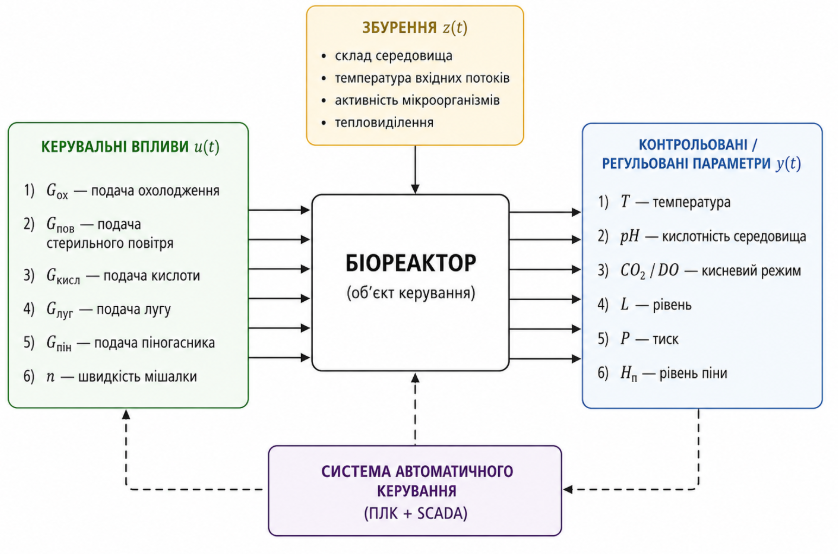 ЗБУРЕННЯ z(t)
• склад середовища
• температура вхідних потоків
• активність мікроорганізмів
• тепловиділення
КЕРУВАЛЬНІ ВПЛИВИ u(t)
1) Gох — подача охолодження
2) Gпов — подача
стерильного повітря
3) Gкисл — подача кислоти
4) Gлуг — подача лугу
5) Gпін — подача піногасника
6) n — швидкість мішалки
БІОРЕАКТОР
(об’єкт керування)
КОНТРОЛЬОВАНІ /
РЕГУЛЬОВАНІ ПАРАМЕТРИ y(t)
1) T — температура
2) pH — кислотність середовища
3) CO₂ / DO — кисневий режим
4) L — рівень
5) P — тиск
6) Hп — рівень піни
СИСТЕМА АВТОМАТИЧНОГО
КЕРУВАННЯ
(ПЛК + SCADA)